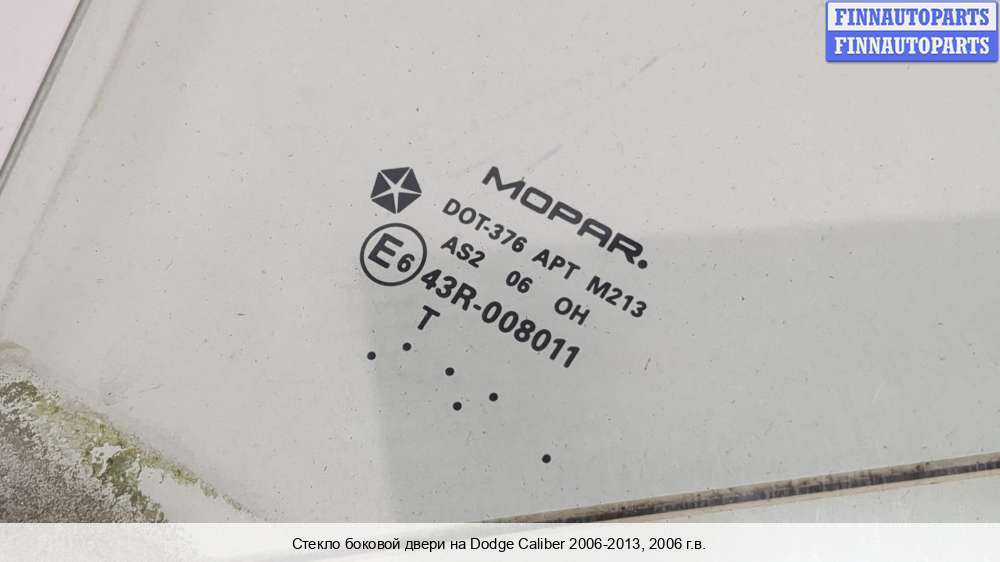 FINNAUTOPARTS
FINNAUTOPARTS
MOPAR.
DOT-376 APT M213
AS2 06 OH
E6 43R-008011
T
Стекло боковой двери на Dodge Caliber 2006-2013, 2006 г.в.